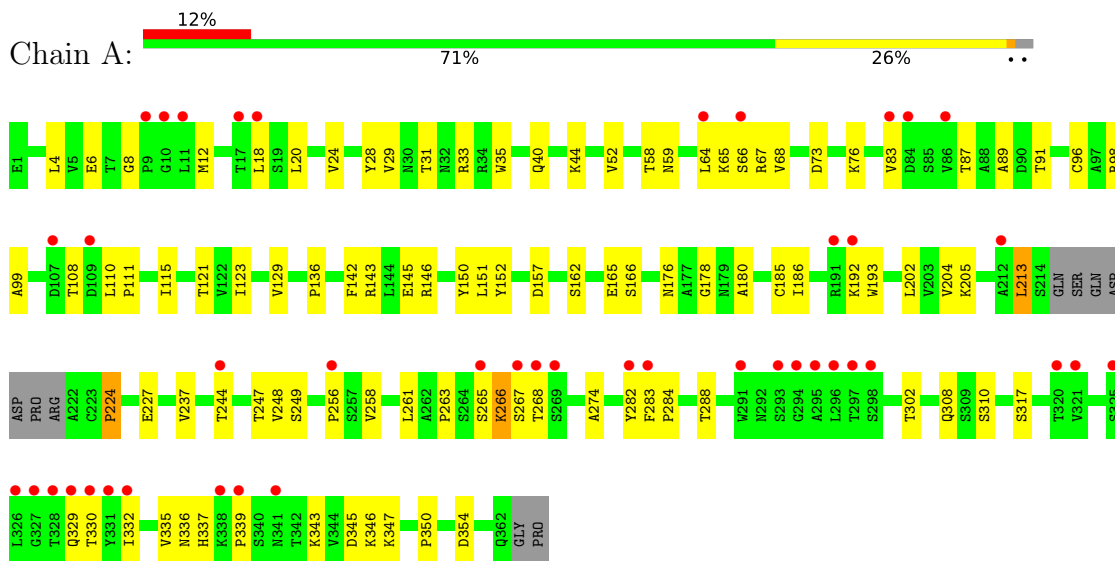 12%
Chain A:
71% 26% • •
E1 L4 V5 E6 T7 G8 P9 G10 L11 M12 T17 L18 S19 L20 V24 Y28 V29 N30 T31 N32 R33 R34 W35 Q40 K44 V52 T58 N59 L64 K65 S66 R67 V68 D73 K76 V83 D84 S85 V86 T87 A88 A89 D90 T91 C96 A97 R98
A99 D107 T108 D109 L110 P111 I115 T121 V122 I123 V129 P136 F142 R143 L144 E145 R146 Y150 L151 Y152 D157 S162 E165 S166 N176 A177 G178 N179 A180 C185 I186 R191 K192 W193 L202 V203 V204 K205 A212 L213 S214 GLN SER GLN ASP
ASP PRO ARG A222 C223 P224 E227 V237 T244 T247 V248 S249 P256 S257 V258 L261 A262 P263 S264 S265 K266 S267 T268 S269 A274 Y282 F283 P284 T288 W291 N292 S293 G294 A295 L296 T297 S298 T302 Q308 S309 S310 S317 T320 V321 S325
L326 G327 T328 Q329 T330 Y331 I332 V335 N336 H337 K338 P339 S340 N341 T342 K343 V344 D345 K346 K347 P350 D354 Q362 GLY PRO